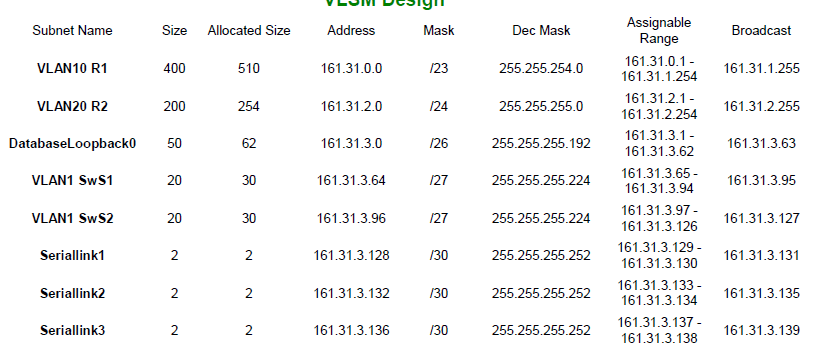 VLSM Design
Subnet Name Size Allocated Size Address Mask Dec Mask Assignable Range Broadcast
VLAN10 R1 400 510 161.31.0.0 /23 255.255.254.0 161.31.0.1 - 161.31.1.254 161.31.1.255
VLAN20 R2 200 254 161.31.2.0 /24 255.255.255.0 161.31.2.1 - 161.31.2.254 161.31.2.255
DatabaseLoopback0 50 62 161.31.3.0 /26 255.255.255.192 161.31.3.1 - 161.31.3.62 161.31.3.63
VLAN1 SwS1 20 30 161.31.3.64 /27 255.255.255.224 161.31.3.65 - 161.31.3.94 161.31.3.95
VLAN1 SwS2 20 30 161.31.3.96 /27 255.255.255.224 161.31.3.97 - 161.31.3.126 161.31.3.127
Seriallink1 2 2 161.31.3.128 /30 255.255.255.252 161.31.3.129 - 161.31.3.130 161.31.3.131
Seriallink2 2 2 161.31.3.132 /30 255.255.255.252 161.31.3.133 - 161.31.3.134 161.31.3.135
Seriallink3 2 2 161.31.3.136 /30 255.255.255.252 161.31.3.137 - 161.31.3.138 161.31.3.139